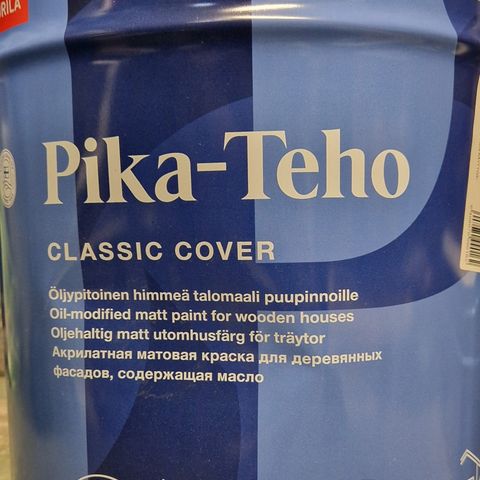 Pika-Teho
CLASSIC COVER
Öljypitoinen himmeä talomaali puupinnoille
Oil-modified matt paint for wooden houses
Oljehaltig matt utomhusfärg för träytor
Акрилатная матовая краска для деревянных
фасадов, содержащая масло